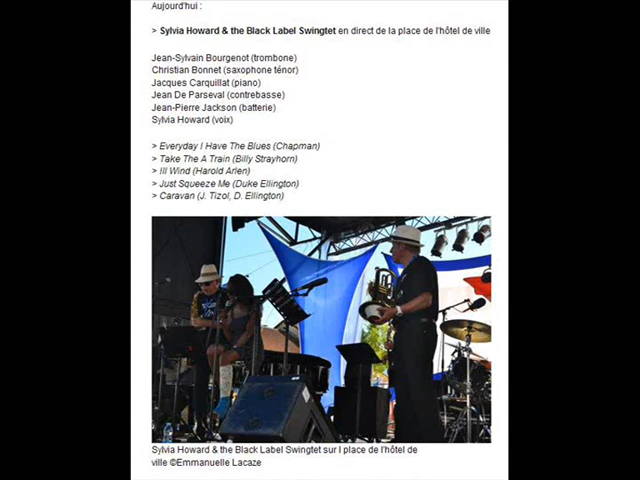 Aujourd'hui :
> Sylvia Howard & the Black Label Swingtet en direct de la place de l'hôtel de ville
Jean-Sylvain Bourgenot (trombone)
Christian Bonnet (saxophone ténor)
Jacques Carquillat (piano)
Jean De Parseval (contrebasse)
Jean-Pierre Jackson (batterie)
Sylvia Howard (voix)
> Everyday I Have The Blues (Chapman)
> Take The A Train (Billy Strayhorn)
> Ill Wind (Harold Arlen)
> Just Squeeze Me (Duke Ellington)
> Caravan (J. Tizol, D. Ellington)
Sylvia Howard & the Black Label Swingtet sur l place de l'hôtel de
ville ©Emmanuelle Lacaze